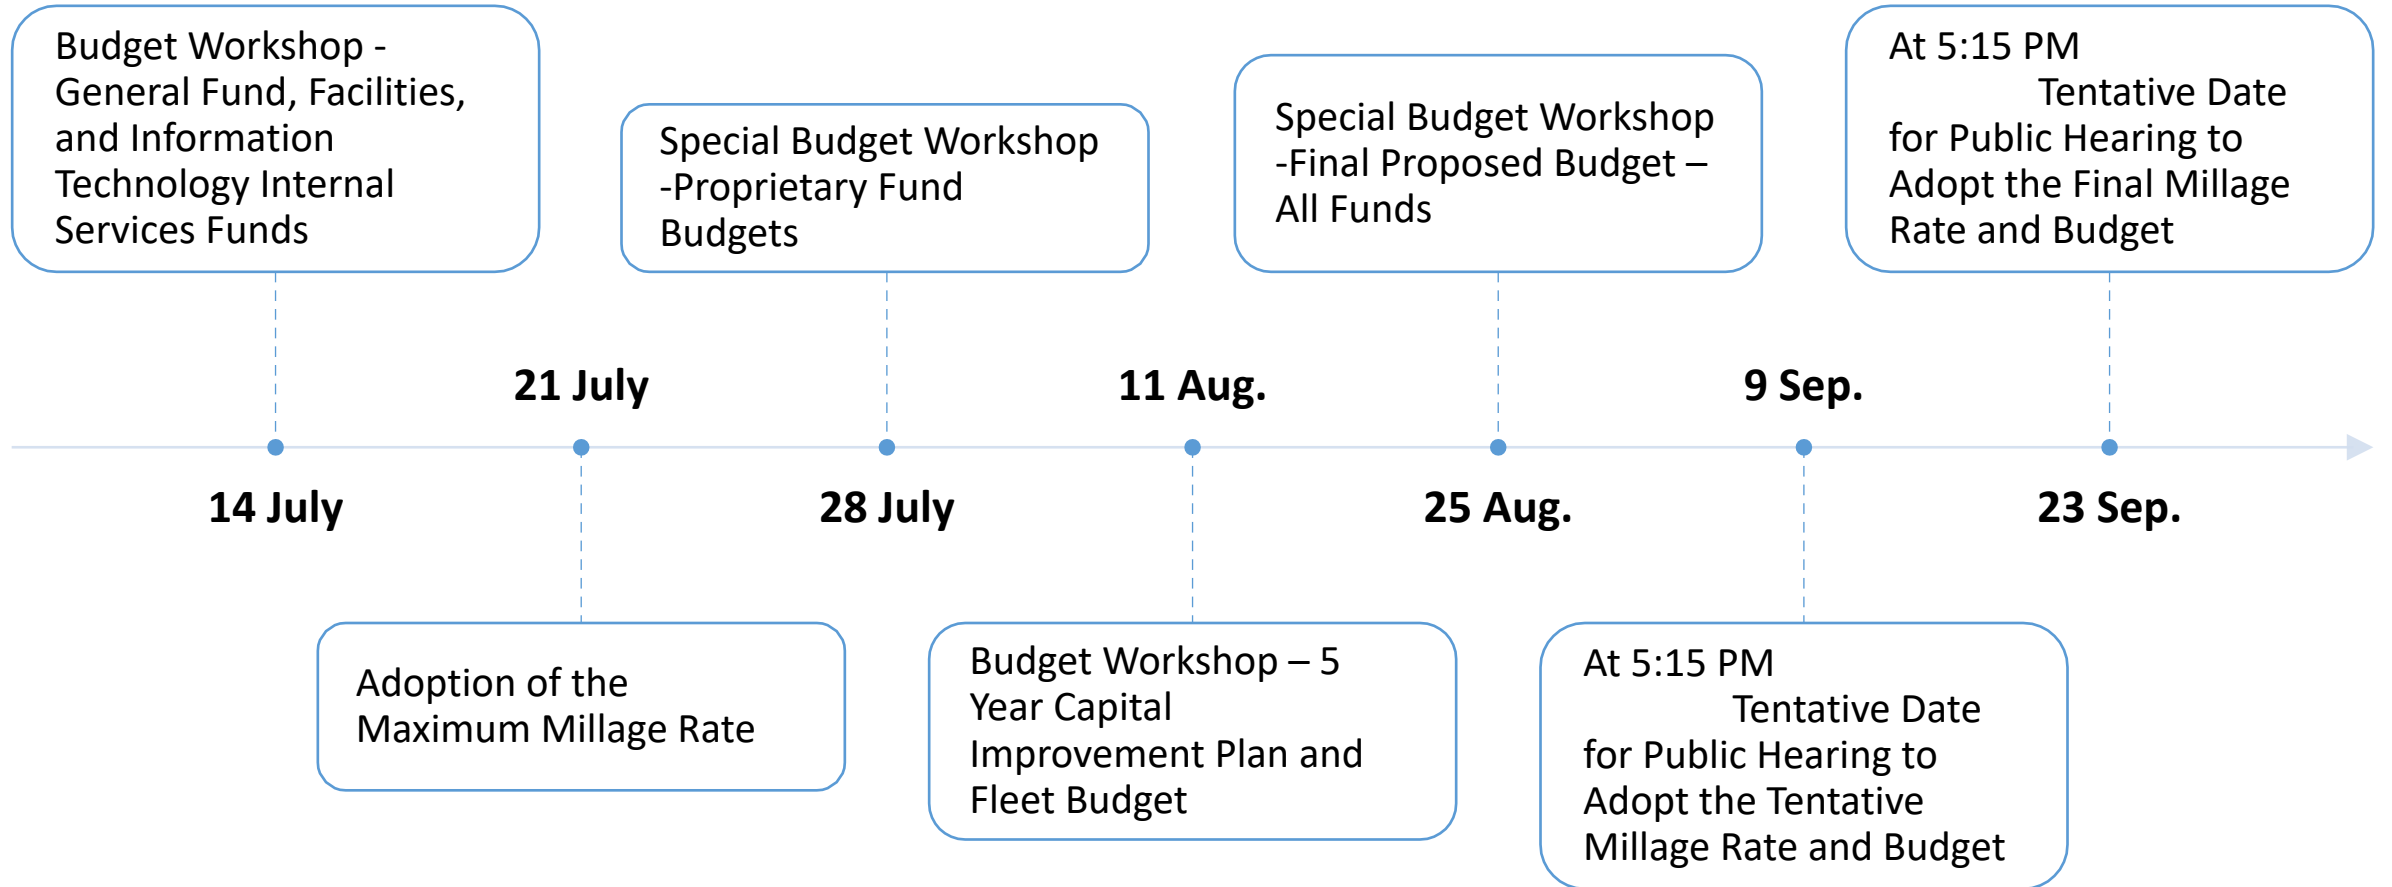 Budget Workshop -
General Fund, Facilities,
and Information
Technology Internal
Services Funds
14 July
21 July
Adoption of the
Maximum Millage Rate
Special Budget Workshop
-Proprietary Fund
Budgets
28 July
11 Aug.
Budget Workshop – 5
Year Capital
Improvement Plan and
Fleet Budget
Special Budget Workshop
-Final Proposed Budget –
All Funds
25 Aug.
9 Sep.
At 5:15 PM
Tentative Date
for Public Hearing to
Adopt the Tentative
Millage Rate and Budget
At 5:15 PM
Tentative Date
for Public Hearing to
Adopt the Final Millage
Rate and Budget
23 Sep.